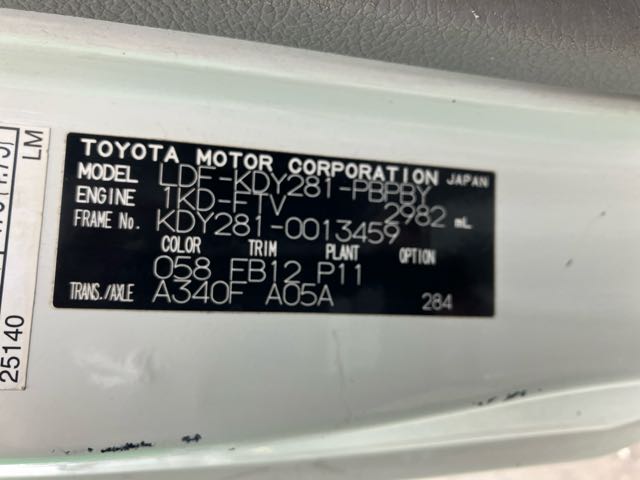 TOYOTA MOTOR CORPORATION JAPAN
MODEL LDF-KDY281-PBPBY
ENGINE 1KD-FTV 2982 mL
FRAME No. KDY281-0013459
COLOR TRIM PLANT OPTION
058 FB12 P11
TRANS./AXLE A340F A05A 284
LM
25140